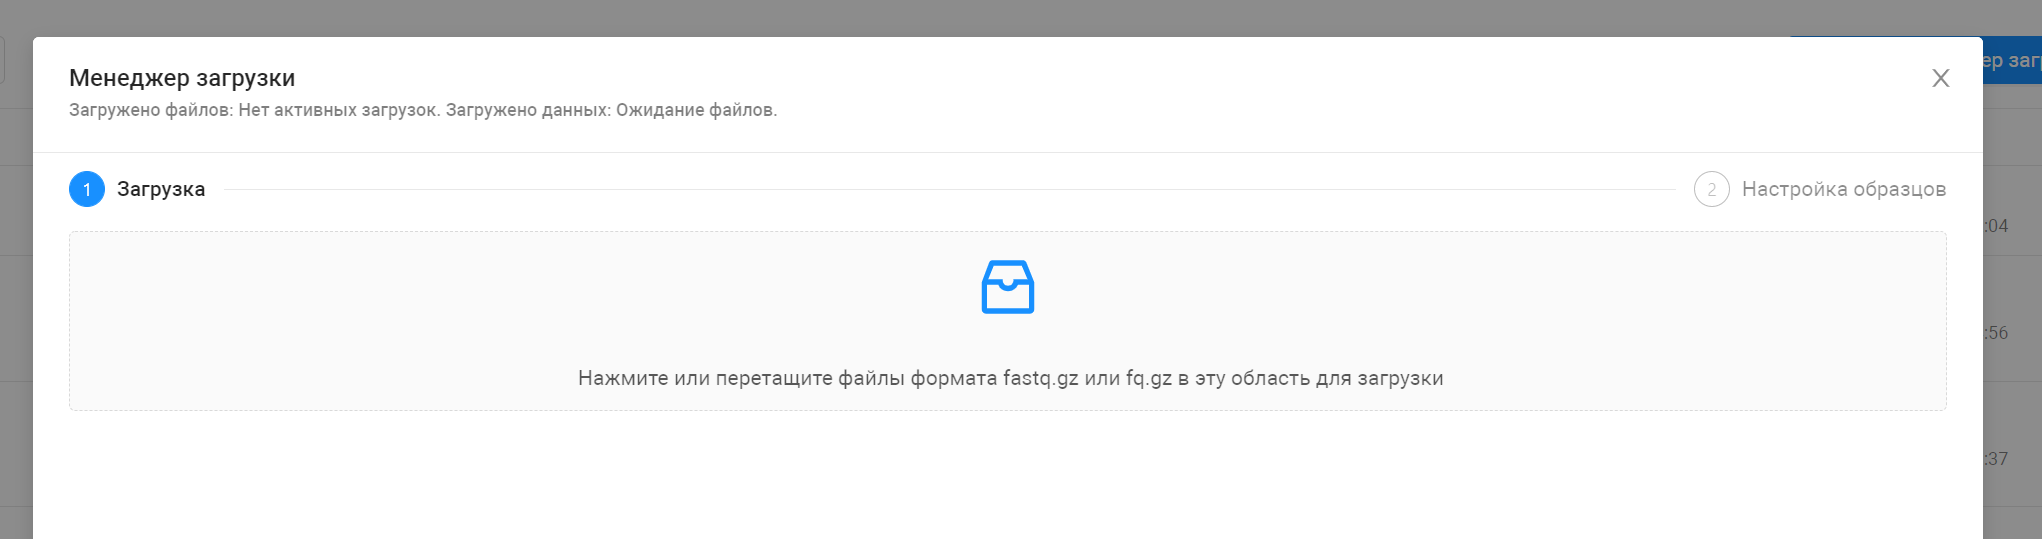 Менеджер загрузки
Загружено файлов: Нет активных загрузок. Загружено данных: Ожидание файлов.
1 Загрузка
2 Настройка образцов
:04
:56
Нажмите или перетащите файлы формата fastq.gz или fq.gz в эту область для загрузки
:37